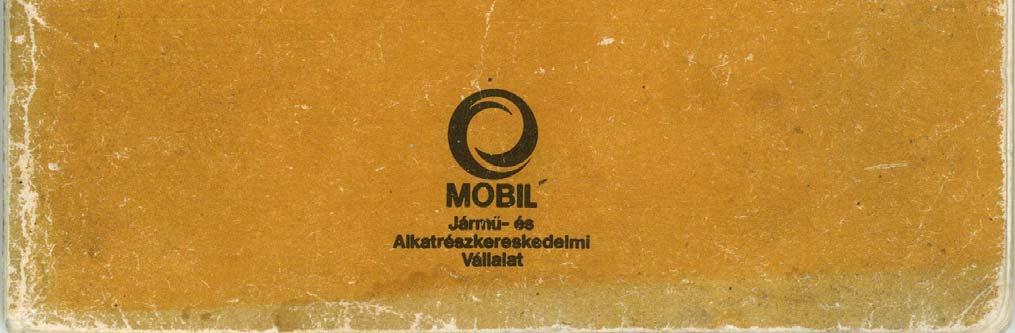 MOBIL
Jármű- és
Alkatrészkereskedelmi
Vállalat